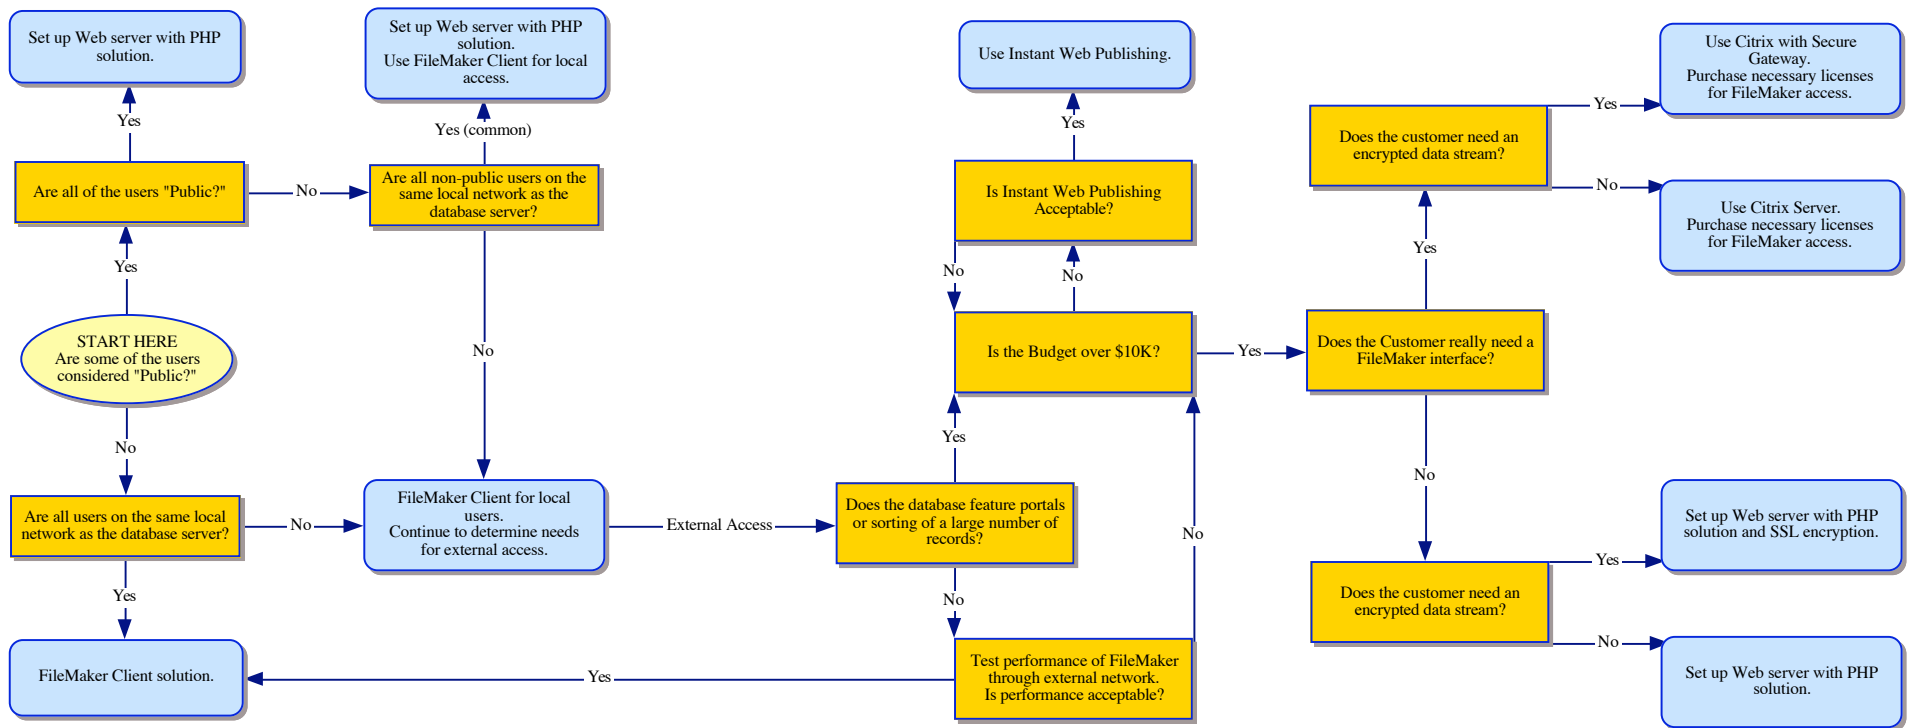 Set up Web server with PHP
solution.
Yes
Are all of the users "Public?"
No
Yes
START HERE
Are some of the users
considered "Public?"
No
Are all users on the same local
network as the database server?
No
Yes
FileMaker Client solution.
Set up Web server with PHP
solution.
Use FileMaker Client for local
access.
Yes (common)
Are all non-public users on the
same local network as the
database server?
No
FileMaker Client for local
users.
Continue to determine needs
for external access.
External Access
Yes
Use Instant Web Publishing.
Yes
Is Instant Web Publishing
Acceptable?
No
No
Is the Budget over $10K?
Yes
Yes
Does the database feature portals
or sorting of a large number of
records?
No
No
Test performance of FileMaker
through external network.
Is performance acceptable?
Use Citrix with Secure
Gateway.
Purchase necessary licenses
for FileMaker access.
Yes
Does the customer need an
encrypted data stream?
No
Use Citrix Server.
Purchase necessary licenses
for FileMaker access.
Yes
Does the Customer really need a
FileMaker interface?
No
Set up Web server with PHP
solution and SSL encryption.
Yes
Does the customer need an
encrypted data stream?
No
Set up Web server with PHP
solution.